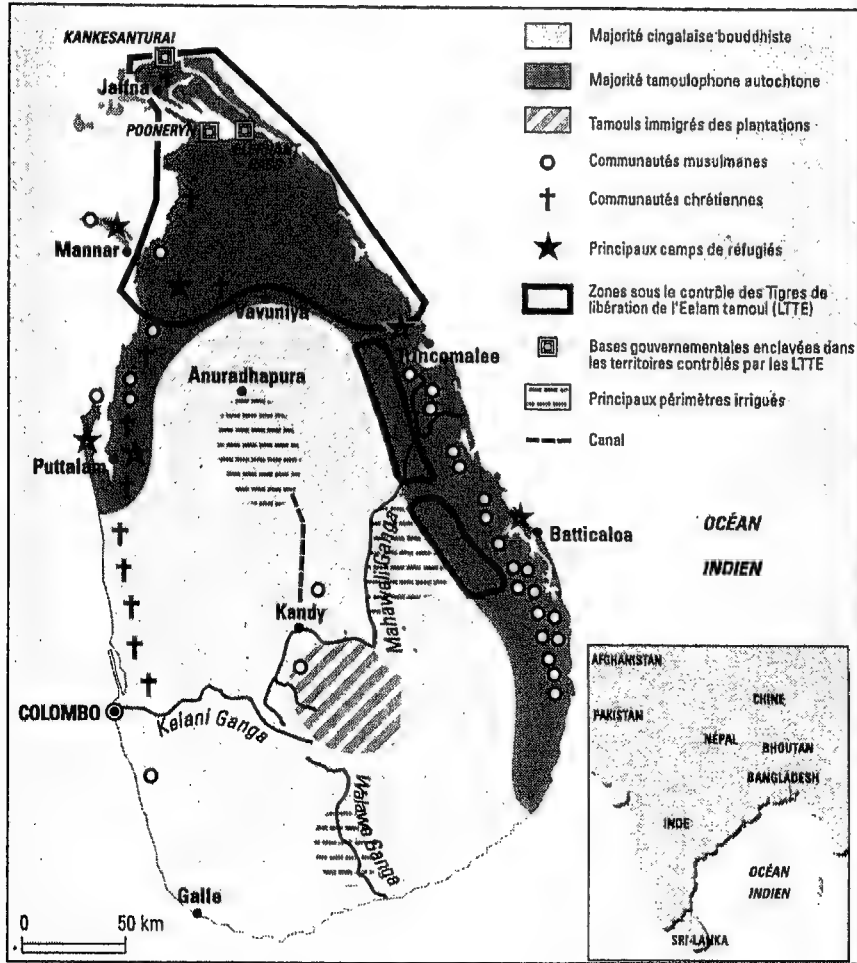 KANKESANTURAI
Jaffna
POONERYN
ELEPHANT
PASS
Mannar
Vavuniya
Trincomalee
Anuradhapura
Puttalam
Batticaloa
Mahaweli Ganga
Kandy
COLOMBO
Kelani Ganga
Walawe Ganga
Galle
0 50 km
Majorité cingalaise bouddhiste
Majorité tamoulophone autochtone
Tamouls immigrés des plantations
Communautés musulmanes
Communautés chrétiennes
Principaux camps de réfugiés
Zones sous le contrôle des Tigres de
libération de l'Eelam tamoul (LTTE)
Bases gouvernementales enclavées dans
les territoires contrôlés par les LTTE
Principaux périmètres irrigués
Canal
OCÉAN
INDIEN
AFGHANISTAN
PAKISTAN
CHINE
NÉPAL
BHOUTAN
BANGLADESH
INDE
OCÉAN
INDIEN
SRI-LANKA